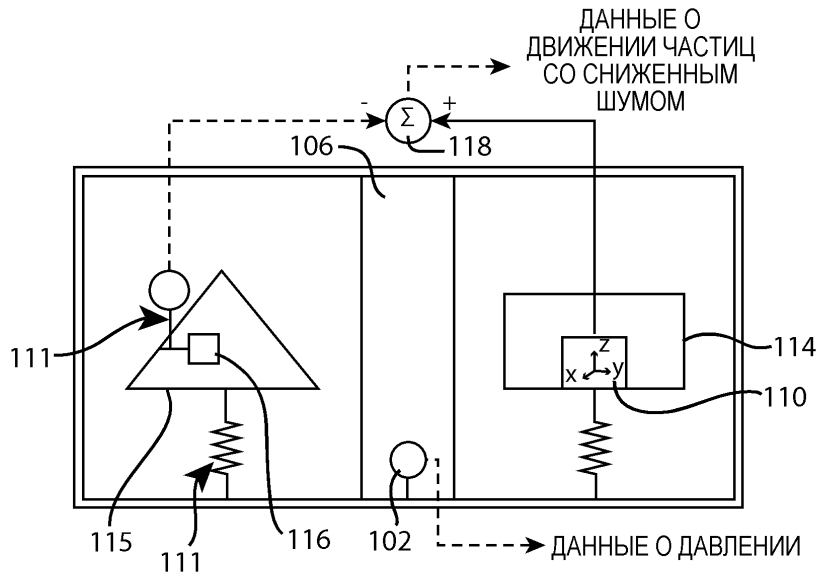 ДАННЫЕ О
ДВИЖЕНИИ ЧАСТИЦ
СО СНИЖЕННЫМ
ШУМОМ
- Σ +
106
118
111
114
z
x y
110
115
111
116
102
ДАННЫЕ О ДАВЛЕНИИ